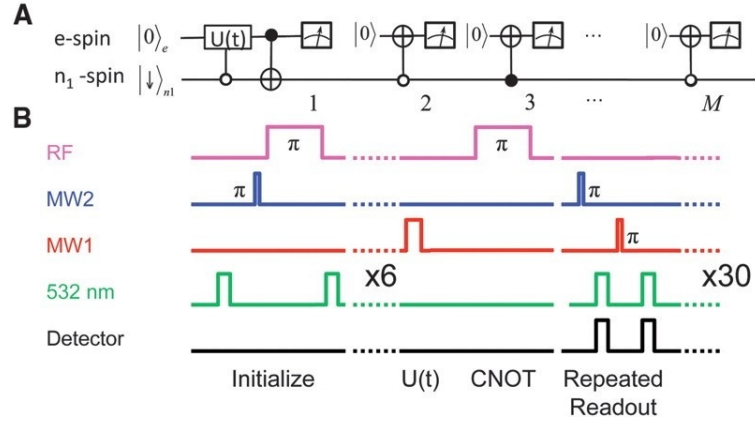 A
e-spin |0⟩e U(t) |0⟩ |0⟩ ... |0⟩
n1 -spin |↓⟩n1
1 2 3 ... M
B
RF π π
MW2 π π
MW1 π
532 nm x6 x30
Detector
Initialize U(t) CNOT Repeated
Readout